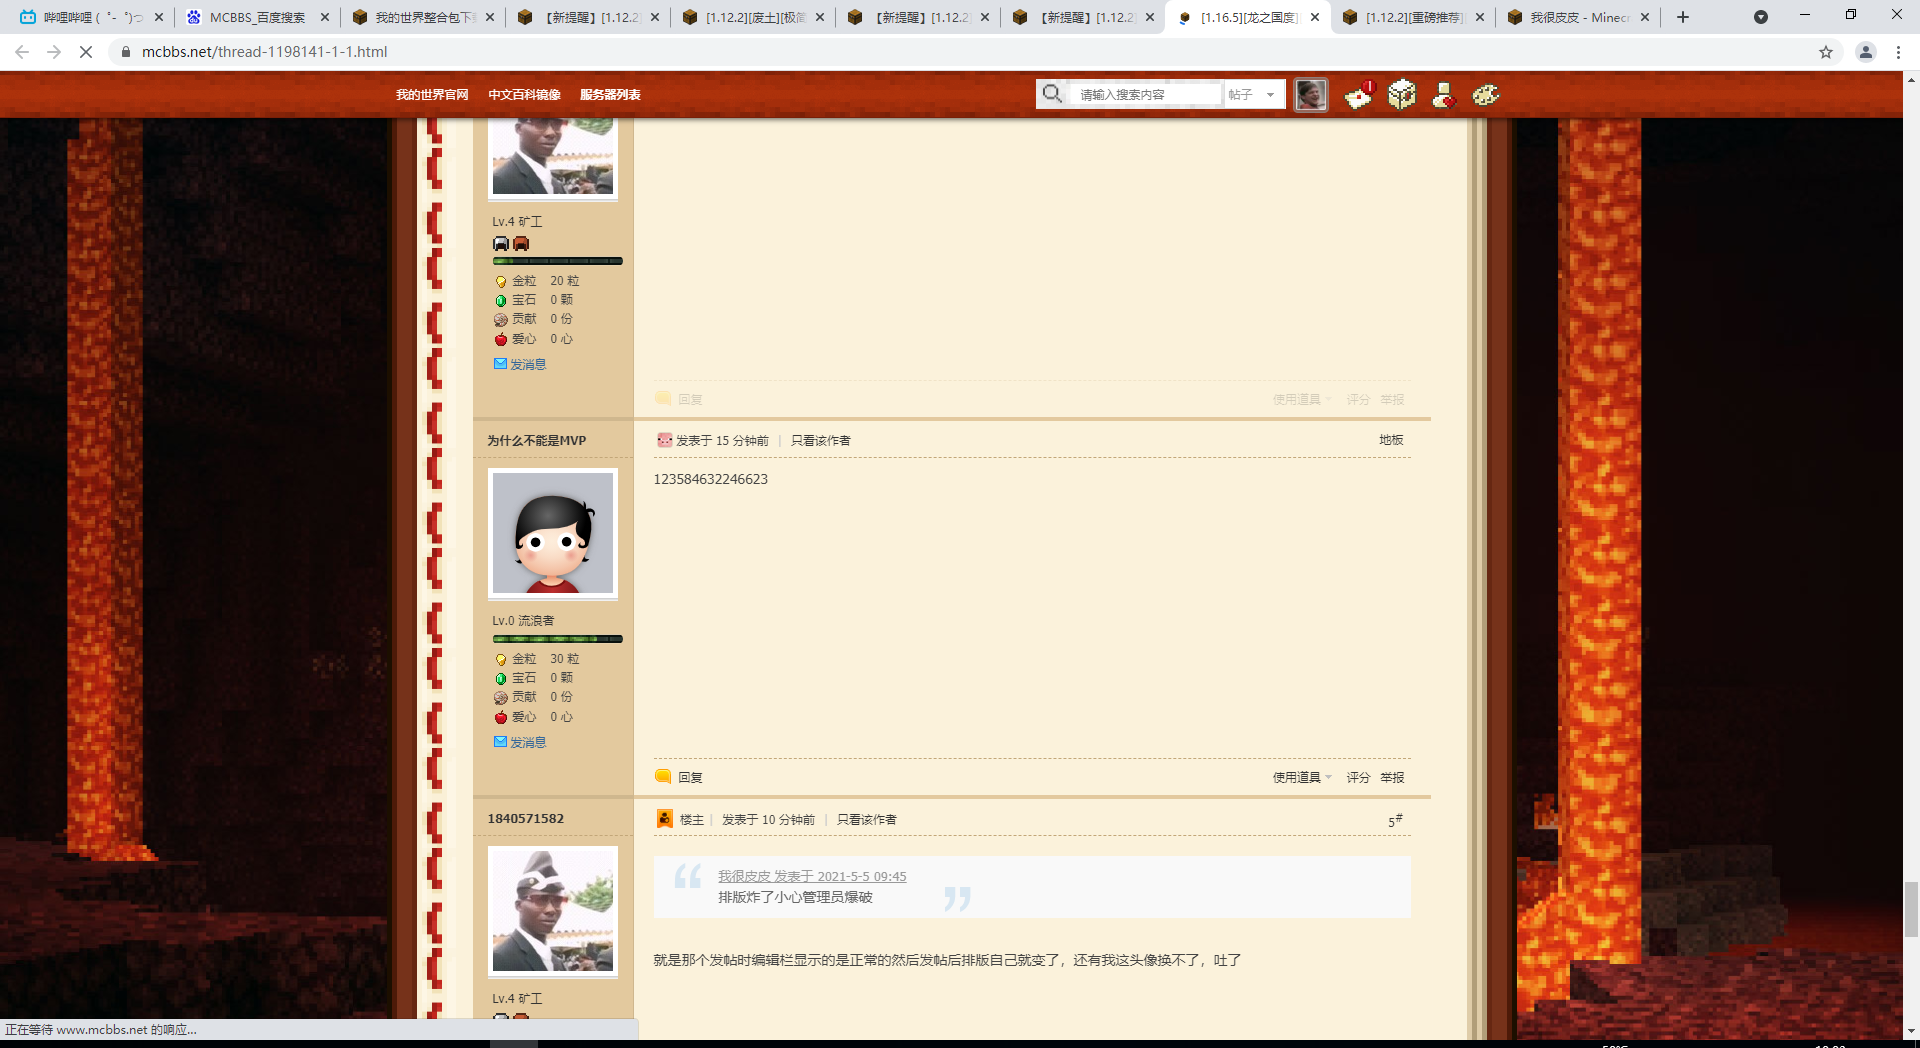 哔哩哔哩 ( ゜- ゜)つ
MCBBS_百度搜索
我的世界整合包下
【新提醒】[1.12.2
[1.12.2][废土][极简
【新提醒】[1.12.2]
【新提醒】[1.12.2]
[1.16.5][龙之国度]
[1.12.2][重磅推荐]
我很皮皮 - Minecr
mcbbs.net/thread-1198141-1-1.html
我的世界官网 中文百科镜像 服务器列表
请输入搜索内容
帖子
1
Lv.4 矿工
金粒 20 粒
宝石 0 颗
贡献 0 份
爱心 0 心
发消息
回复
使用道具 评分 举报
为什么不能是MVP
发表于 15 分钟前 | 只看该作者
地板
123584632246623
Lv.0 流浪者
金粒 30 粒
宝石 0 颗
贡献 0 份
爱心 0 心
发消息
回复
使用道具 评分 举报
1840571582
楼主 | 发表于 10 分钟前 | 只看该作者
5#
我很皮皮 发表于 2021-5-5 09:45
排版炸了小心管理员爆破
就是那个发帖时编辑栏显示的是正常的然后发帖后排版自己就变了，还有我这头像换不了，吐了
Lv.4 矿工
正在等待 www.mcbbs.net 的响应...